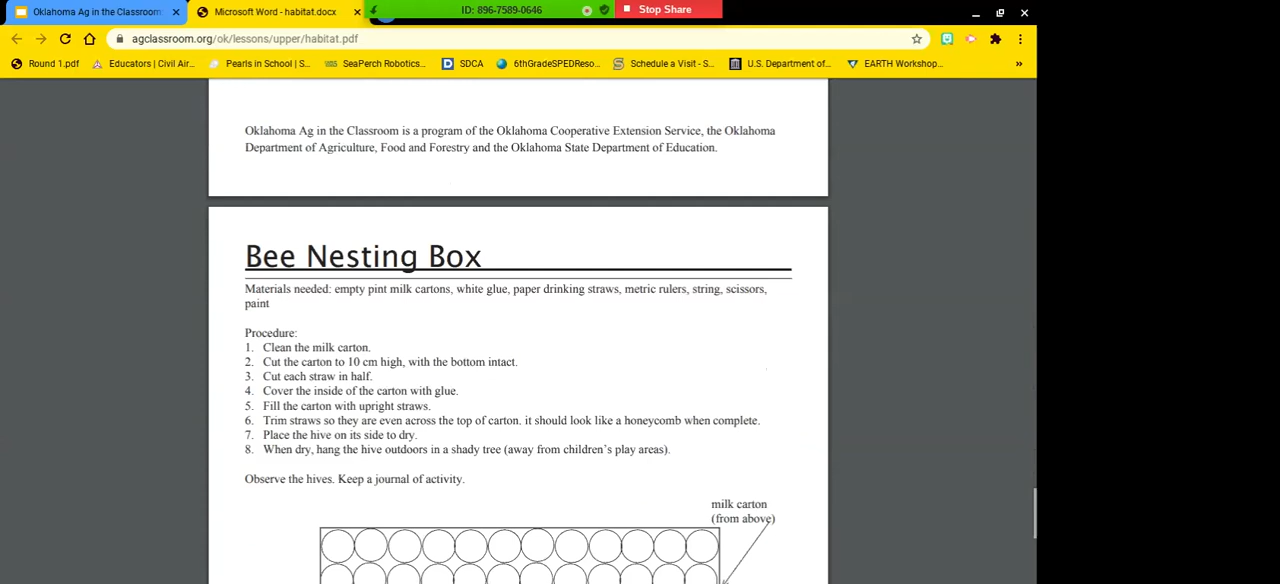 Oklahoma Ag in the Classroom
Microsoft Word - habitat.docx
ID: 896-7589-0646
Stop Share
agclassroom.org/ok/lessons/upper/habitat.pdf
Round 1.pdf
Educators | Civil Air...
Pearls in School | S...
SeaPerch Robotics...
SDCA
6thGradeSPEDReso...
Schedule a Visit - S...
U.S. Department of...
EARTH Workshop...
»
Oklahoma Ag in the Classroom is a program of the Oklahoma Cooperative Extension Service, the Oklahoma
Department of Agriculture, Food and Forestry and the Oklahoma State Department of Education.
Bee Nesting Box
Materials needed: empty pint milk cartons, white glue, paper drinking straws, metric rulers, string, scissors,
paint
Procedure:
1. Clean the milk carton.
2. Cut the carton to 10 cm high, with the bottom intact.
3. Cut each straw in half.
4. Cover the inside of the carton with glue.
5. Fill the carton with upright straws.
6. Trim straws so they are even across the top of carton. it should look like a honeycomb when complete.
7. Place the hive on its side to dry.
8. When dry, hang the hive outdoors in a shady tree (away from children's play areas).
Observe the hives. Keep a journal of activity.
milk carton
(from above)